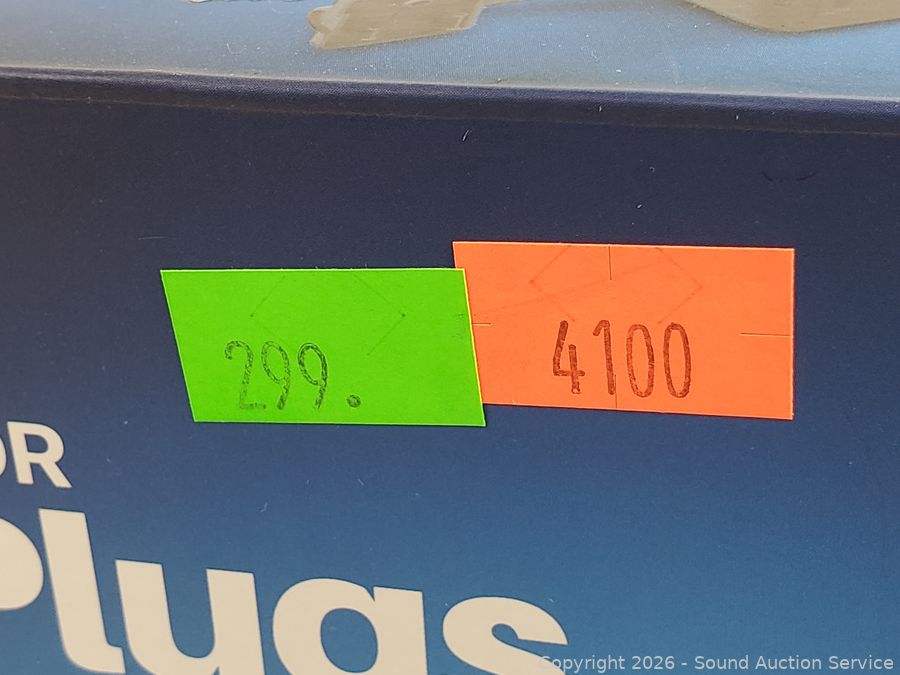 299.
4100
OR
Plugs
Copyright 2026 - Sound Auction Service